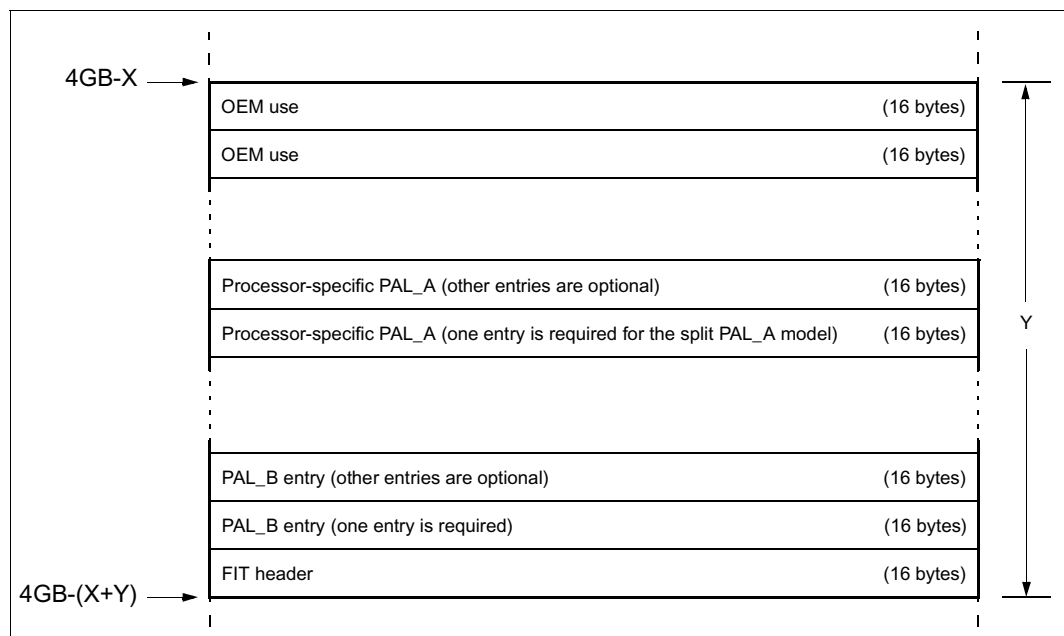 4GB-X
OEM use (16 bytes)
OEM use (16 bytes)
Processor-specific PAL_A (other entries are optional) (16 bytes)
Processor-specific PAL_A (one entry is required for the split PAL_A model) (16 bytes)
Y
PAL_B entry (other entries are optional) (16 bytes)
PAL_B entry (one entry is required) (16 bytes)
FIT header (16 bytes)
4GB-(X+Y)